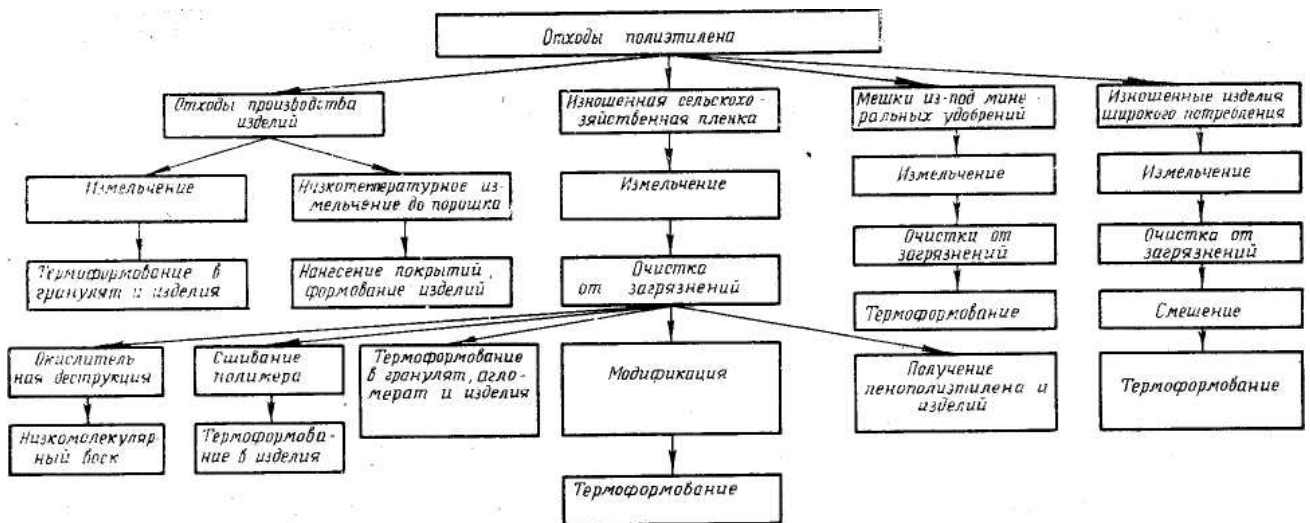 Отходы полиэтилена
Отходы производства
изделий
Изношенная сельскохо-
зяйственная пленка
Мешки из-под мине-
ральных удобрений
Изношенные изделия
широкого потребления
Измельчение
Низкотемпературное из-
мельчение до порошка
Измельчение
Измельчение
Измельчение
Термоформование в
гранулят и изделия
Нанесение покрытий,
формование изделий
Очистка
от загрязнений
Очистки от
загрязнений
Очистка от
загрязнений
Термоформование
Смешение
Окислитель
ная деструкция
Сшивание
полимера
Термоформование
в гранулят, агло-
мерат и изделия
Модификация
Получение
пенополиэтилена и
изделий
Термоформование
Низкомолекуляр-
ный воск
Термоформова-
ние в изделия
Термоформование